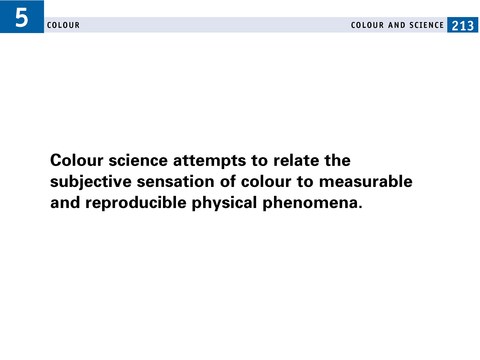 5
COLOUR
COLOUR AND SCIENCE 213
Colour science attempts to relate the
subjective sensation of colour to measurable
and reproducible physical phenomena.